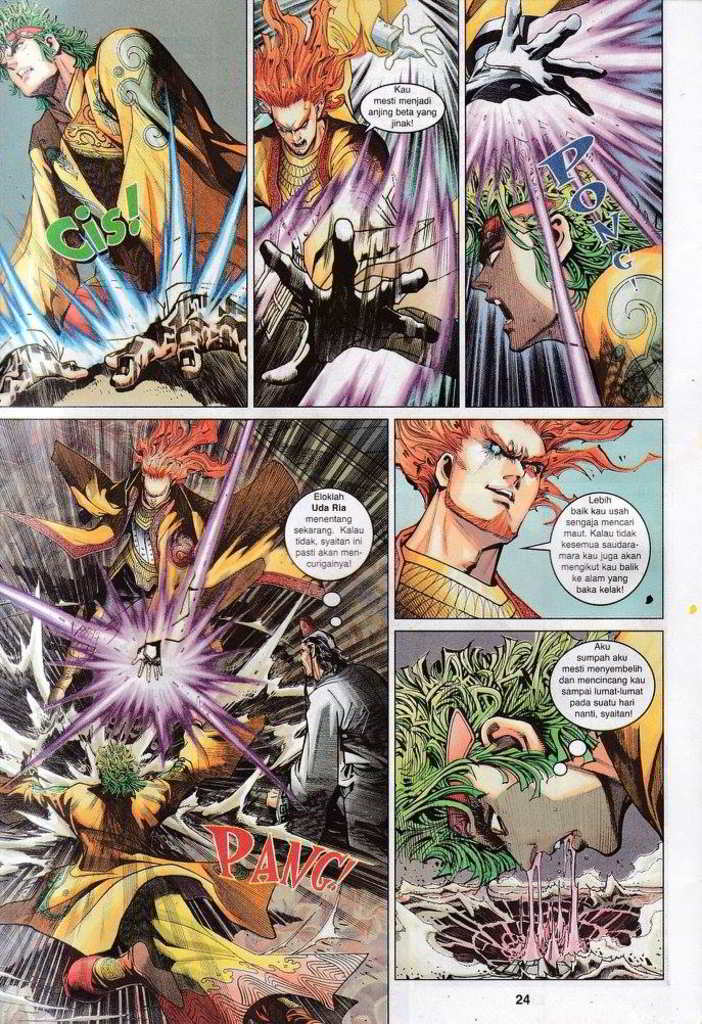 Cis!
Kau
mesti menjadi
anjing beta yang
jinak!
PONG!
Eloklah
Uda Ria
menentang
sekarang. Kalau
tidak, syaitan ini
pasti akan men-
curigainya!
PANG!
Lebih
baik kau usah
sengaja mencari
maut. Kalau tidak
kesemua saudara-
mara kau juga akan
mengikut kau balik
ke alam yang
baka kelak!
Aku
sumpah aku
mesti menyembelih
dan mencincang kau
sampai lumat-lumat
pada suatu hari
nanti, syaitan!
24